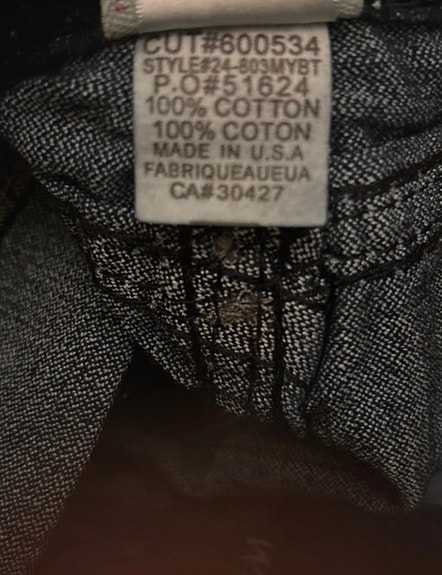 CUT#600534
STYLE#24-803MYBT
P.O#51624
100% COTTON
100% COTON
MADE IN U.S.A
FABRIQUEAUEUA
CA#30427